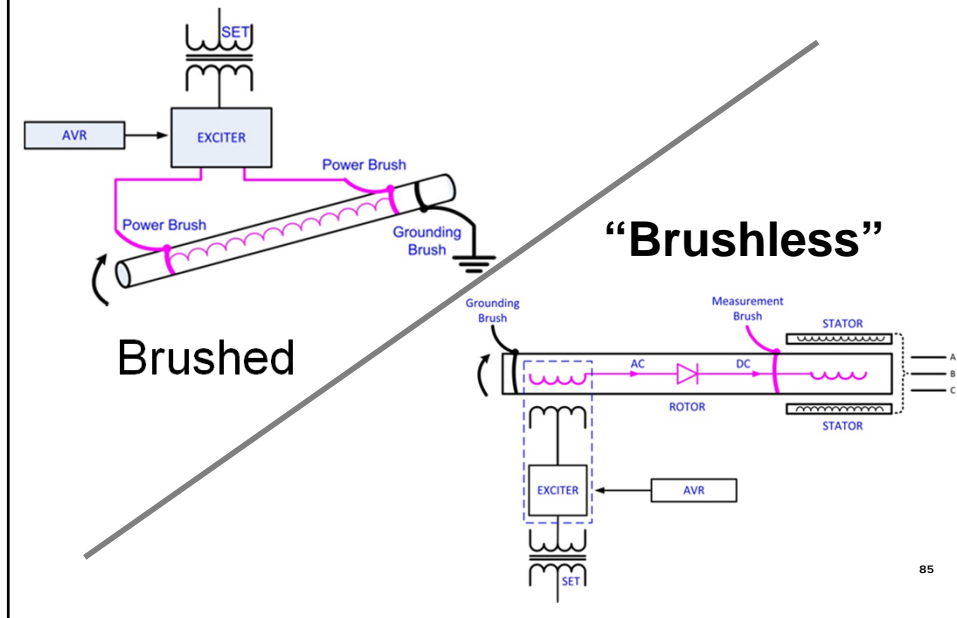 SET
AVR
EXCITER
Power Brush
Power Brush
Grounding
Brush
Brushed
“Brushless”
Grounding
Brush
Measurement
Brush
STATOR
AC
DC
A
B
C
ROTOR
STATOR
EXCITER
AVR
SET
85